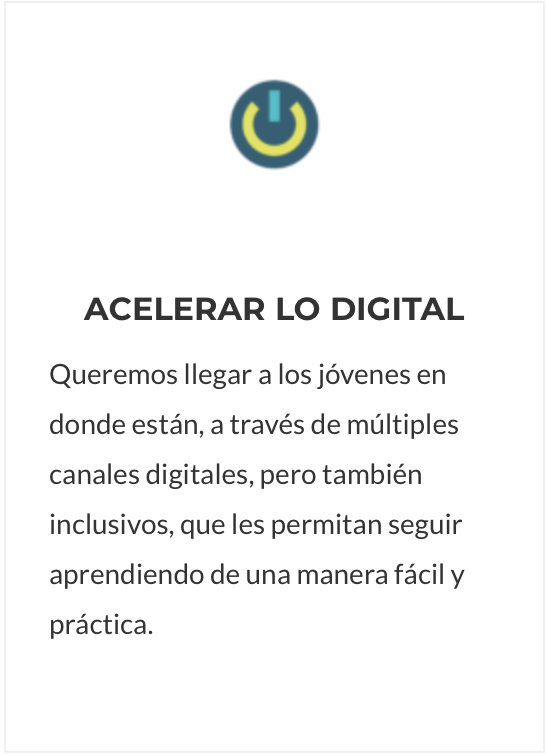 ACELERAR LO DIGITAL
Queremos llegar a los jóvenes en
donde están, a través de múltiples
canales digitales, pero también
inclusivos, que les permitan seguir
aprendiendo de una manera fácil y
práctica.